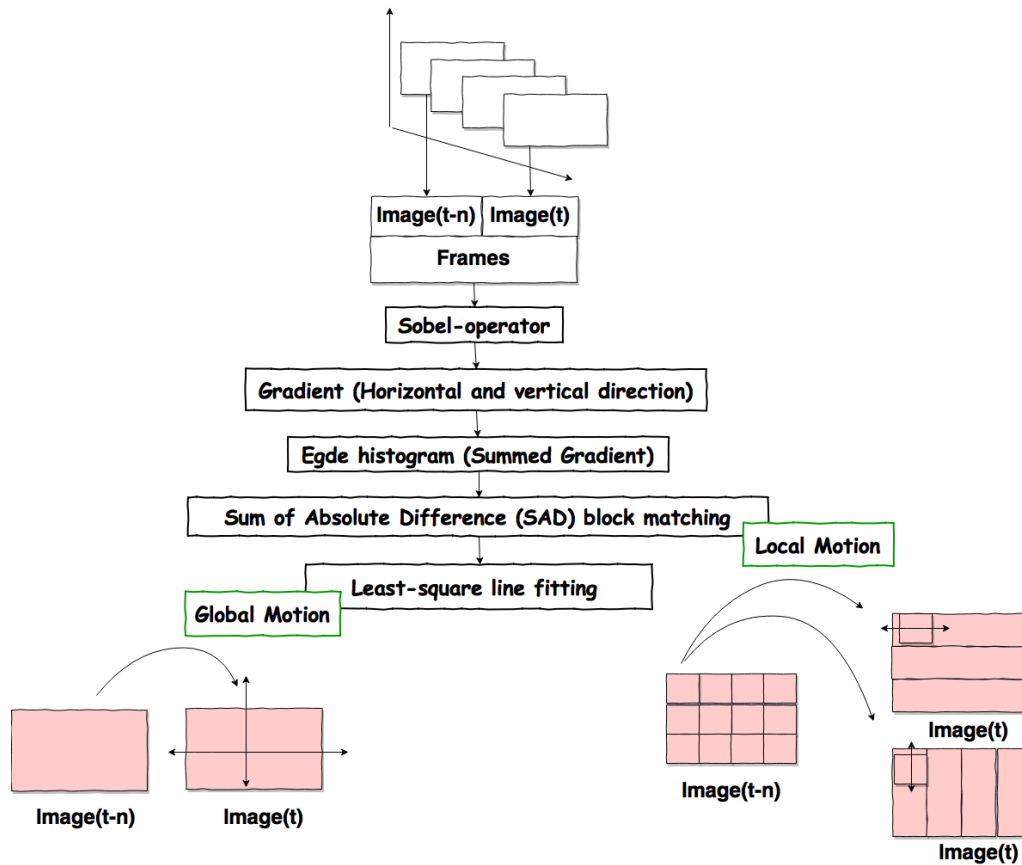 Image(t-n) Image(t)
Frames
Sobel-operator
Gradient (Horizontal and vertical direction)
Egde histogram (Summed Gradient)
Sum of Absolute Difference (SAD) block matching
Local Motion
Least-square line fitting
Global Motion
Image(t-n)
Image(t)
Image(t-n)
Image(t)
Image(t)